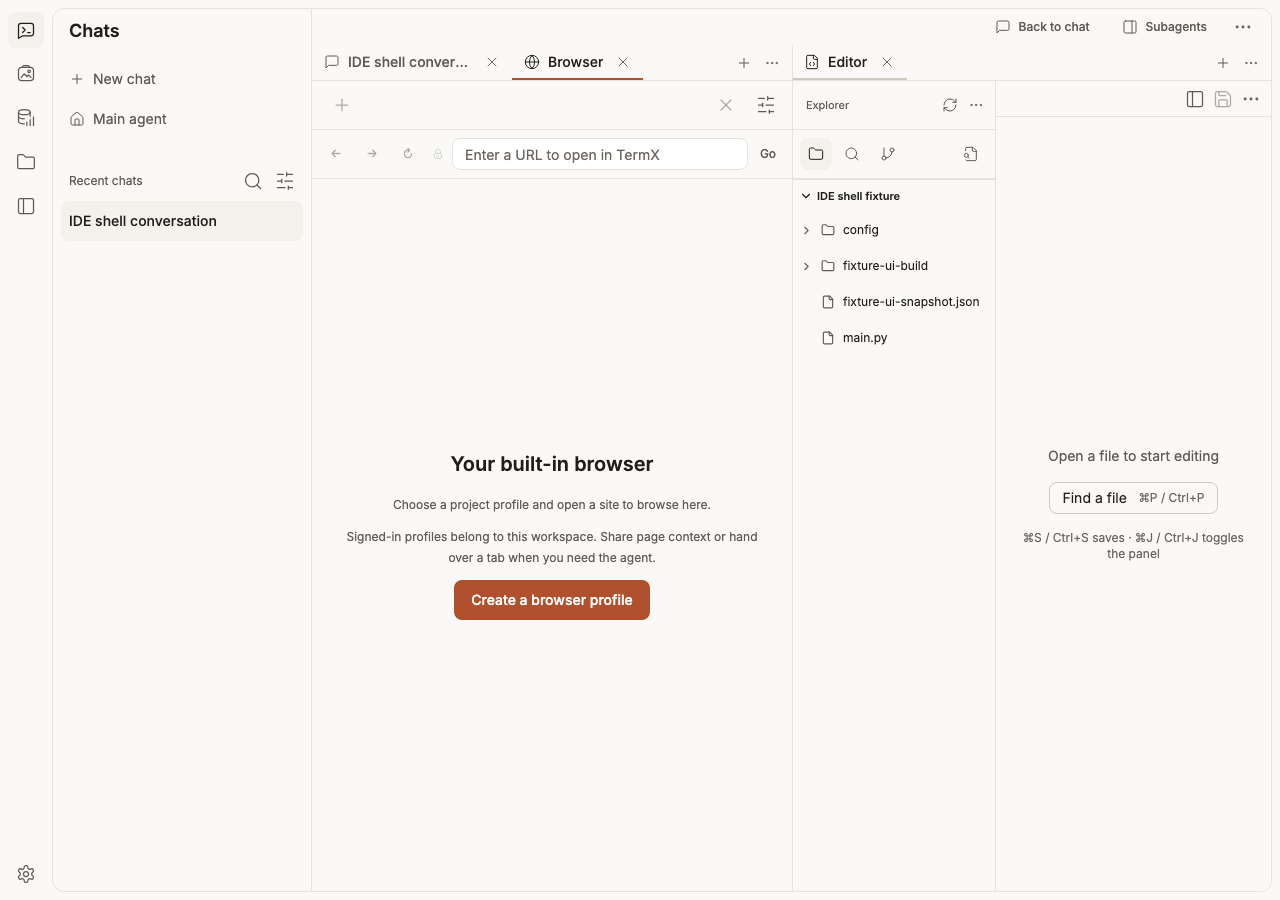 Chats
New chat
Main agent
Recent chats
IDE shell conversation
Back to chat
Subagents
IDE shell conver...
Browser
Editor
Enter a URL to open in TermX
Go
Your built-in browser
Choose a project profile and open a site to browse here.
Signed-in profiles belong to this workspace. Share page context or hand
over a tab when you need the agent.
Create a browser profile
Explorer
IDE shell fixture
config
fixture-ui-build
fixture-ui-snapshot.json
main.py
Open a file to start editing
Find a file ⌘P / Ctrl+P
⌘S / Ctrl+S saves · ⌘J / Ctrl+J toggles
the panel